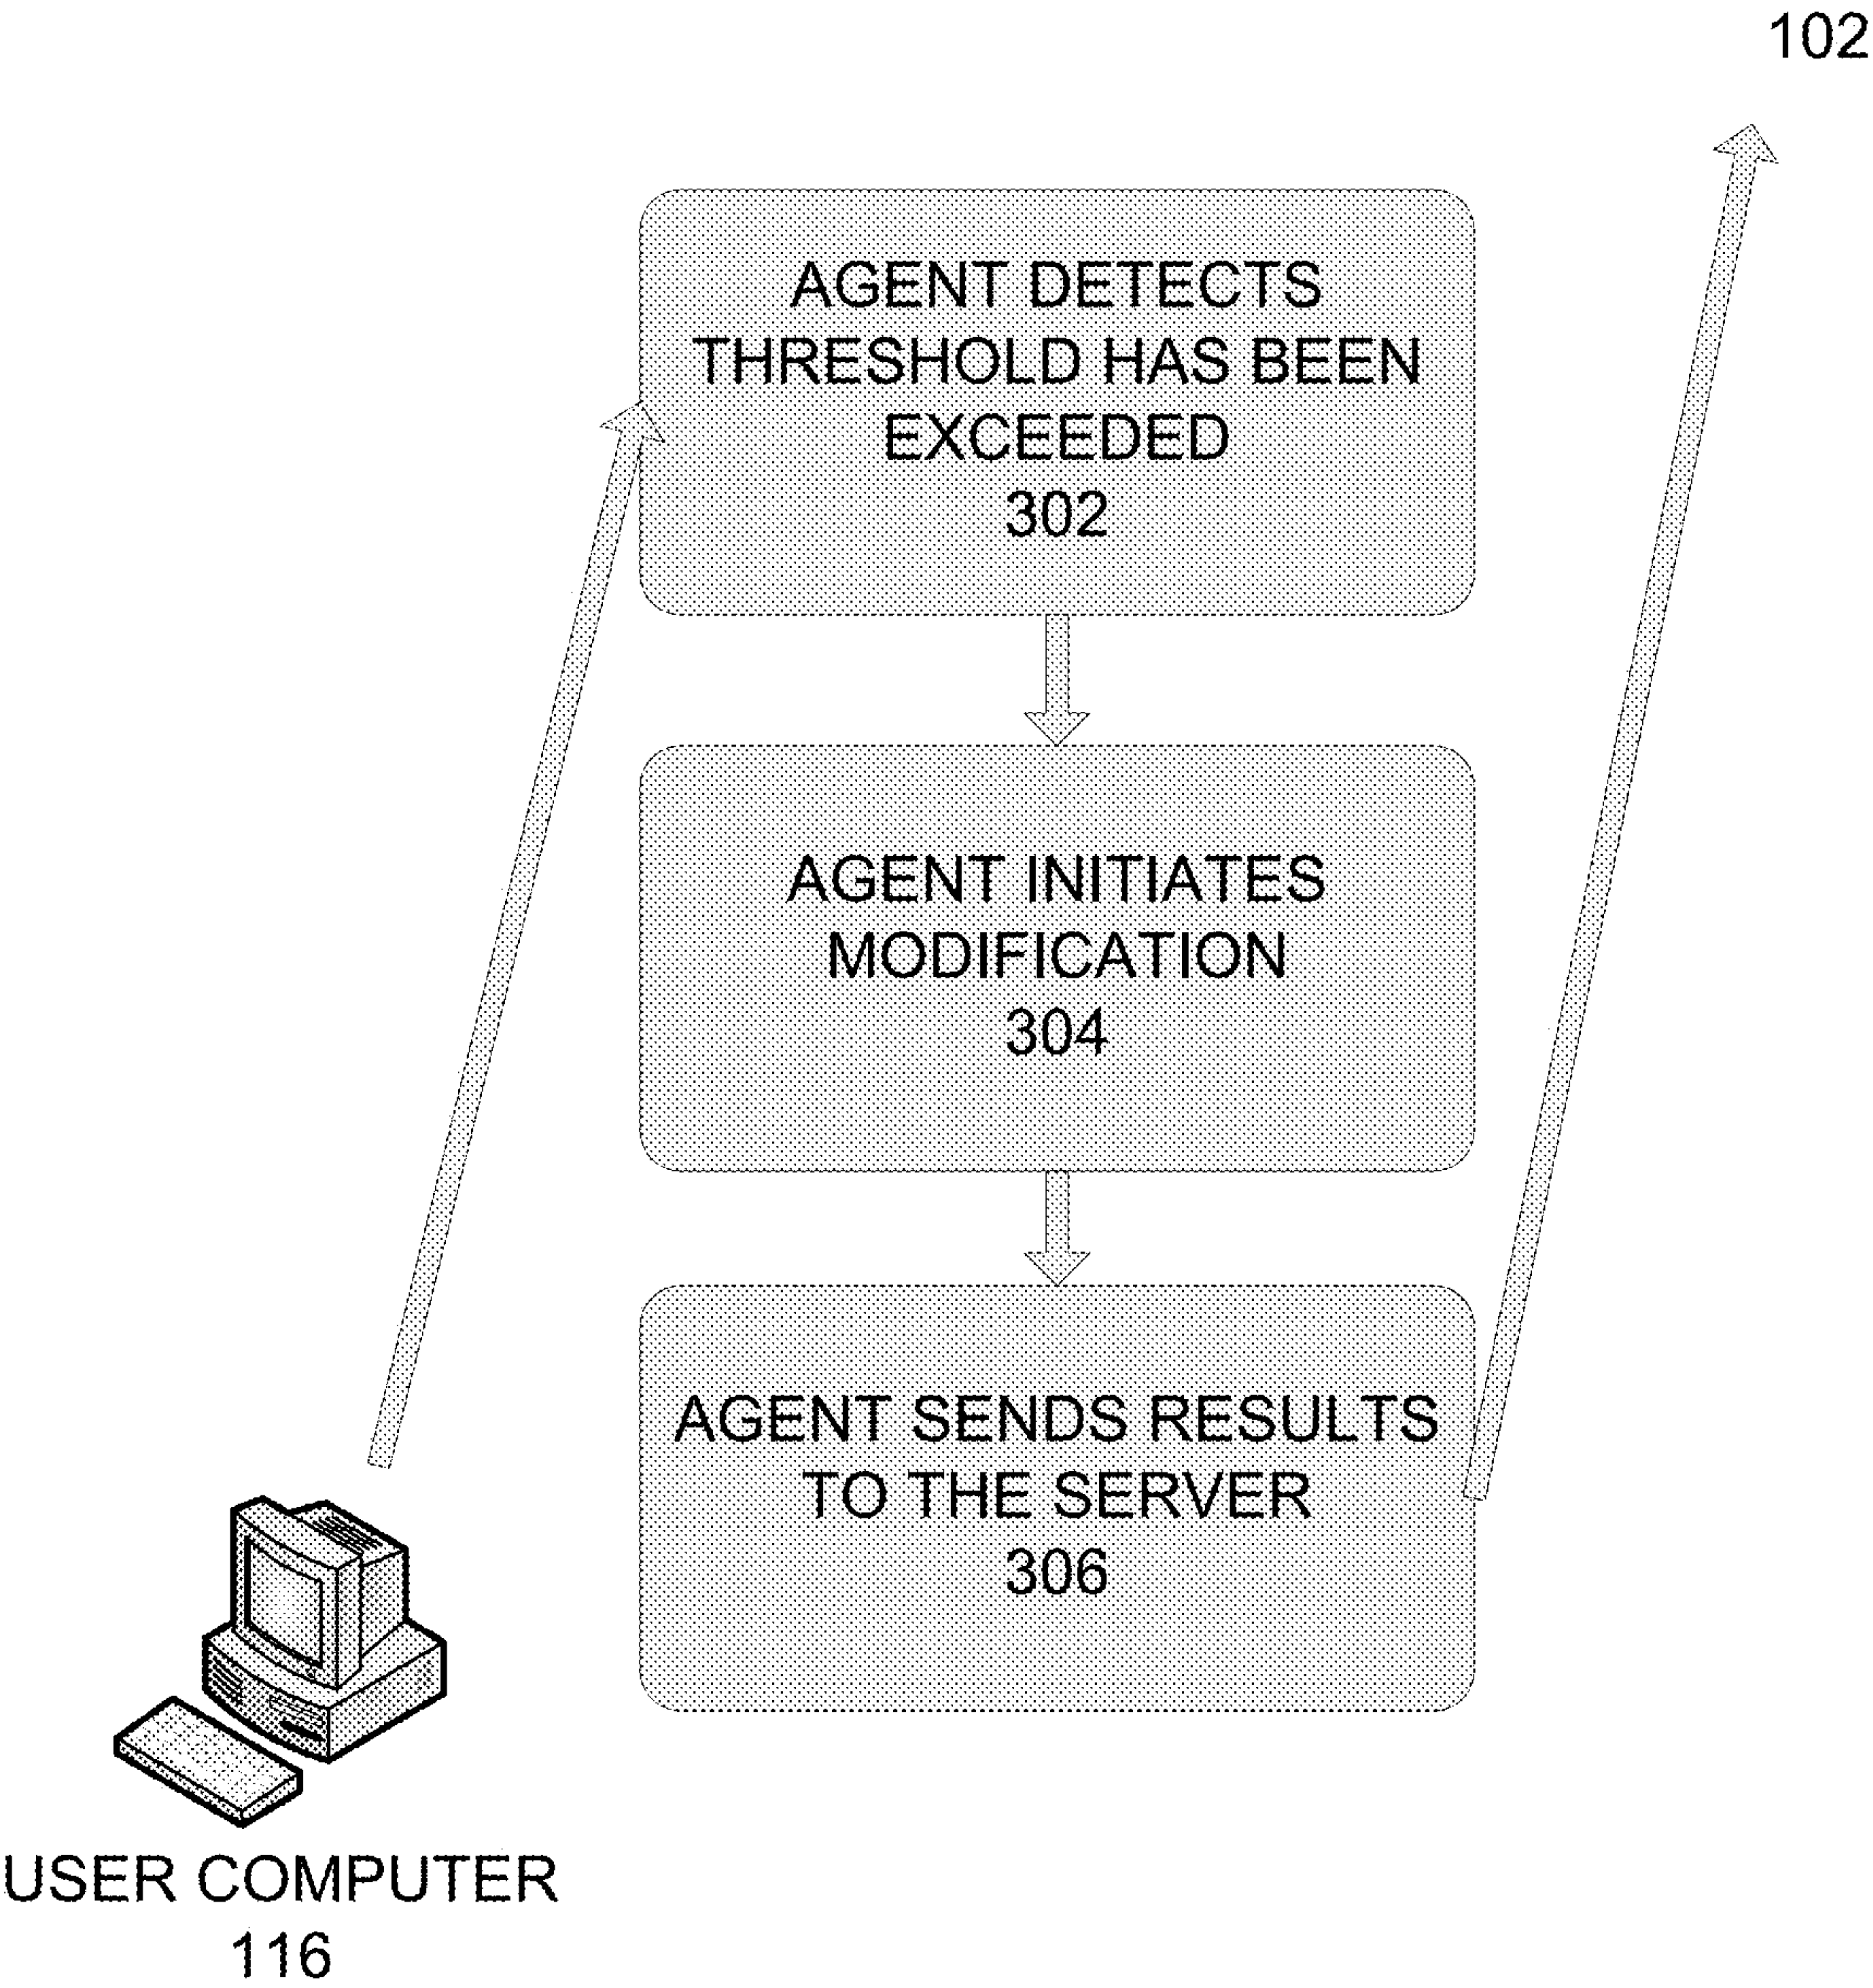 102
AGENT DETECTS
THRESHOLD HAS BEEN
EXCEEDED
302
AGENT INITIATES
MODIFICATION
304
AGENT SENDS RESULTS
TO THE SERVER
306
USER COMPUTER
116